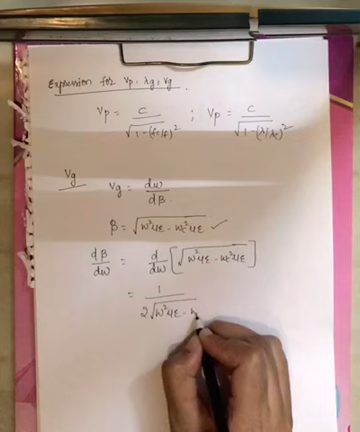 Expression for Vp, λg, Vg.
Vp = C / √(1-(fc/f)²) ; Vp = C / √(1-(λ/λc)²)
Vg Vg = dω/dβ
β = √(ω²με - ωc²με) ✓
dβ/dω = d/dω [√(ω²με - ωc²με)]
= 1 / 2√(ω²με - ω